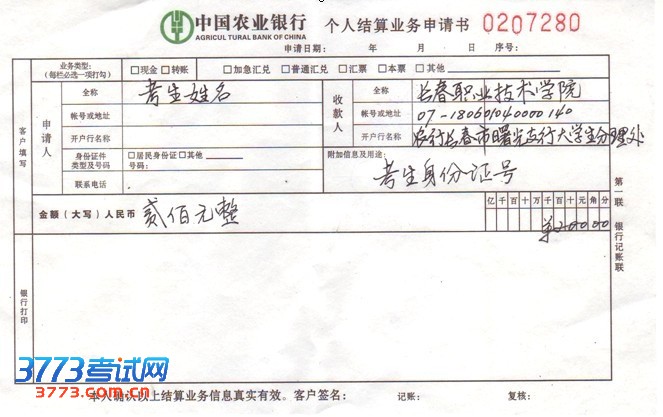 中国农业银行 个人结算业务申请书 0207280
AGRICULTURAL BANK OF CHINA
申请日期: 年 月 日 序号:
业务类型: (每栏必选一项打勾) □现金 □转账 □加急汇兑 □普通汇兑 □汇票 □本票 □其他
客户填写
申请人
全称 考生姓名
帐号或地址
开户行名称
身份证件类型及号码 □居民身份证 □其他
号码:
联系电话
收款人
全称 长春职业技术学院
帐号或地址 07-180601040000140
开户行名称 农行长春市曙光支行大学生分理处
附加信息及用途:
考生身份证号
金额(大写)人民币 贰佰元整
亿 千 百 十 万 千 百 十 元 角 分
¥20000
第一联 银行记账联
银行打印
3773考试网
3773.com.cn
本人确认以上结算业务信息真实有效。客户签名: 记账: 复核: